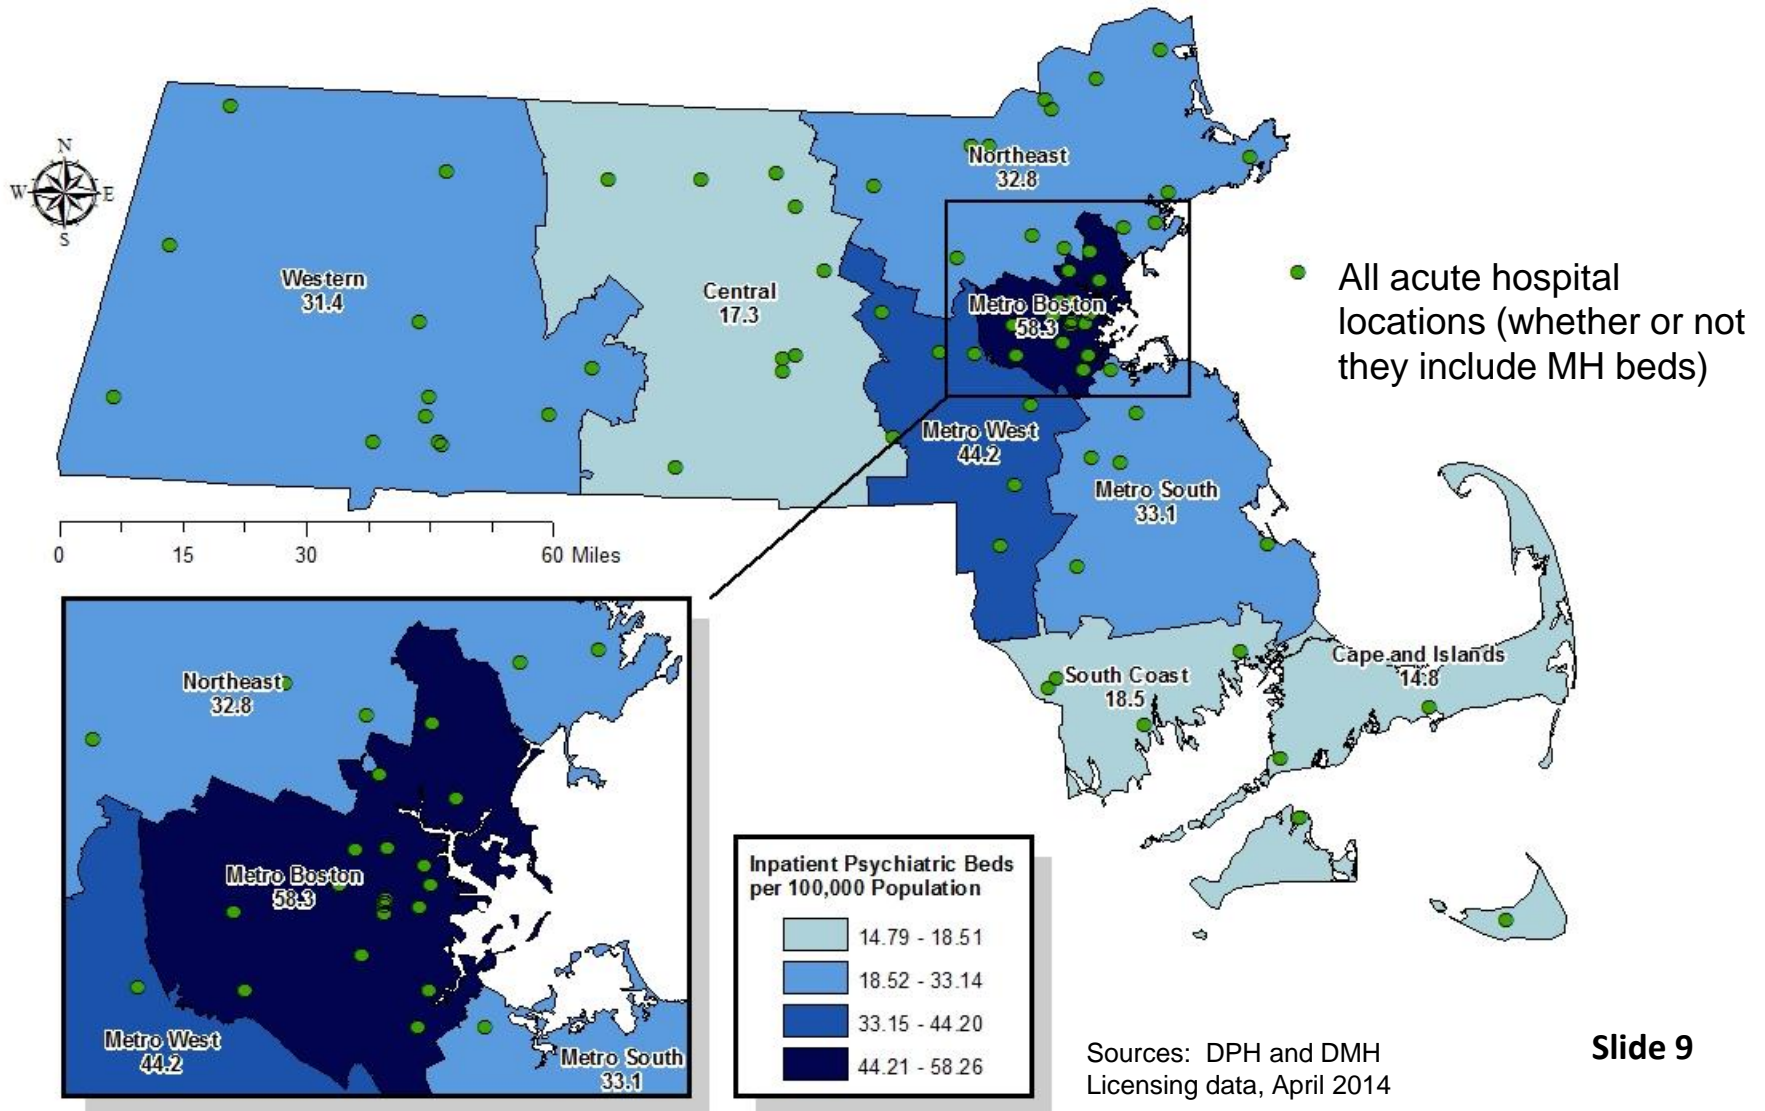 N
W
E
S
Northeast
32.8
Western
31.4
Central
17.3
Metro Boston
58.3
All acute hospital
locations (whether or not
they include MH beds)
Metro West
44.2
Metro South
33.1
0 15 30 60 Miles
Cape and Islands
14.8
South Coast
18.5
Northeast
32.8
Metro Boston
58.3
Metro West
44.2
Metro South
33.1
Inpatient Psychiatric Beds
per 100,000 Population
14.79 - 18.51
18.52 - 33.14
33.15 - 44.20
44.21 - 58.26
Sources: DPH and DMH
Licensing data, April 2014
Slide 9